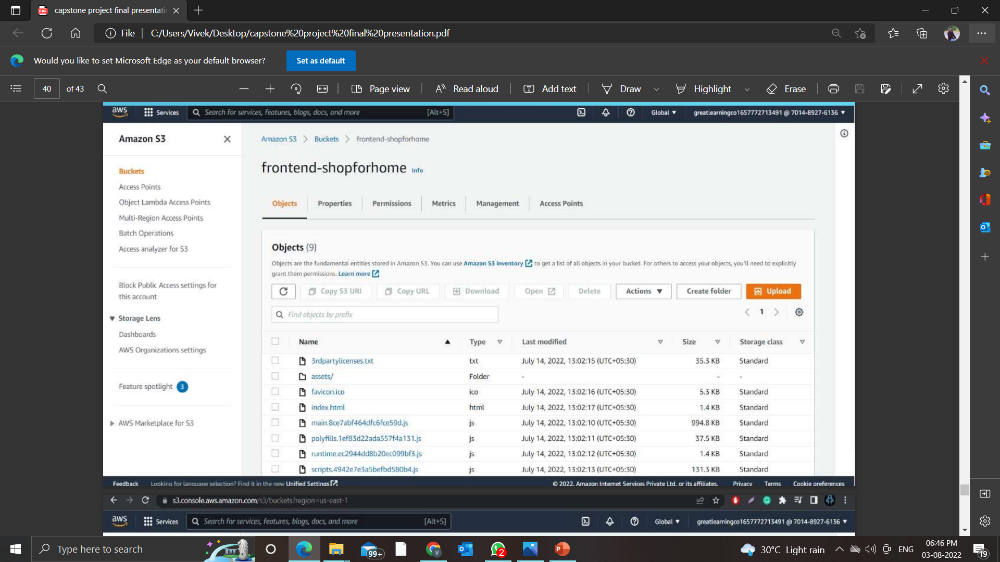 capstone project final presentati
File
C:/Users/Vivek/Desktop/capstone%20project%20final%20presentation.pdf
Would you like to set Microsoft Edge as your default browser?
Set as default
40 of 43
Page view
Read aloud
Add text
Draw
Highlight
Erase
aws Services Search for services, features, blogs, docs, and more [Alt+S] Global greatlearningco1657772713491 @ 7014-8927-6136
Amazon S3
Buckets
Access Points
Object Lambda Access Points
Multi-Region Access Points
Batch Operations
Access analyzer for S3
Block Public Access settings for
this account
Storage Lens
Dashboards
AWS Organizations settings
Feature spotlight 3
AWS Marketplace for S3
Amazon S3 Buckets frontend-shopforhome
frontend-shopforhome Info
Objects Properties Permissions Metrics Management Access Points
Objects (9)
Objects are the fundamental entities stored in Amazon S3. You can use Amazon S3 inventory to get a list of all objects in your bucket. For others to access your objects, you'll need to explicitly
grant them permissions. Learn more
Copy S3 URI Copy URL Download Open Delete Actions Create folder Upload
Find objects by prefix 1
Name Type Last modified Size Storage class
3rdpartylicenses.txt txt July 14, 2022, 13:02:15 (UTC+05:30) 35.3 KB Standard
assets/ Folder - - -
favicon.ico ico July 14, 2022, 13:02:16 (UTC+05:30) 5.3 KB Standard
index.html html July 14, 2022, 13:02:17 (UTC+05:30) 1.4 KB Standard
main.8ce7abf464dfc6fce59d.js js July 14, 2022, 13:02:10 (UTC+05:30) 994.8 KB Standard
polyfills.1ef83d22ada557f4a131.js js July 14, 2022, 13:02:11 (UTC+05:30) 37.5 KB Standard
runtime.ec2944dd8b20ec099bf3.js js July 14, 2022, 13:02:12 (UTC+05:30) 1.4 KB Standard
scripts.4942e7e3a5befbd580b4.js js July 14, 2022, 13:02:13 (UTC+05:30) 131.3 KB Standard
Feedback Looking for language selection? Find it in the new Unified Settings © 2022, Amazon Internet Services Private Ltd. or its affiliates. Privacy Terms Cookie preferences
s3.console.aws.amazon.com/s3/buckets?region=us-east-1
aws Services Search for services, features, blogs, docs, and more [Alt+S] Global greatlearningco1657772713491 @ 7014-8927-6136
Type here to search
99+
2
30°C Light rain
ENG
06:46 PM
03-08-2022
19